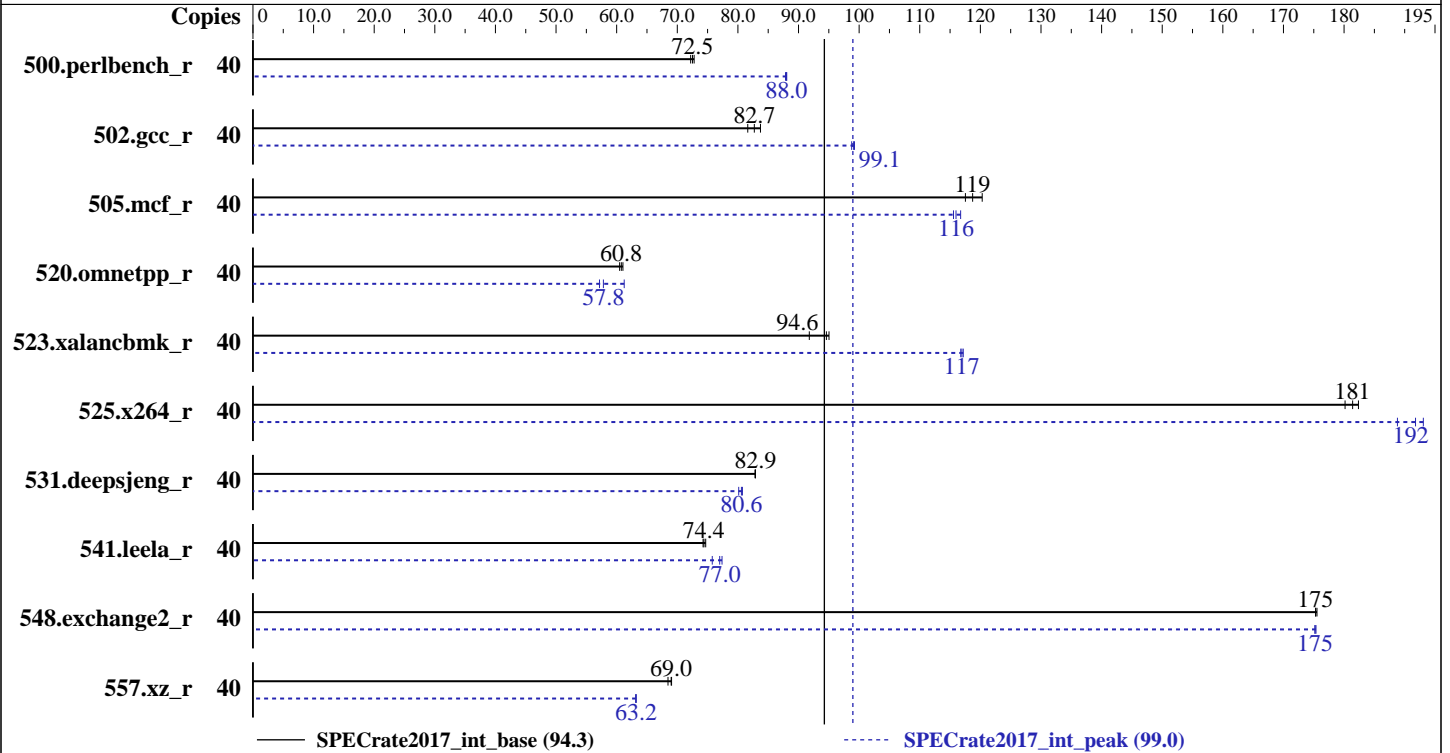 Copies 0 10.0 20.0 30.0 40.0 50.0 60.0 70.0 80.0 90.0 100 110 120 130 140 150 160 170 180 195
72.5
500.perlbench_r 40
88.0
82.7
502.gcc_r 40
99.1
119
505.mcf_r 40
116
60.8
520.omnetpp_r 40
57.8
94.6
523.xalancbmk_r 40
117
181
525.x264_r 40
192
82.9
531.deepsjeng_r 40
80.6
74.4
541.leela_r 40
77.0
175
548.exchange2_r 40
175
69.0
557.xz_r 40
63.2
SPECrate2017_int_base (94.3) SPECrate2017_int_peak (99.0)